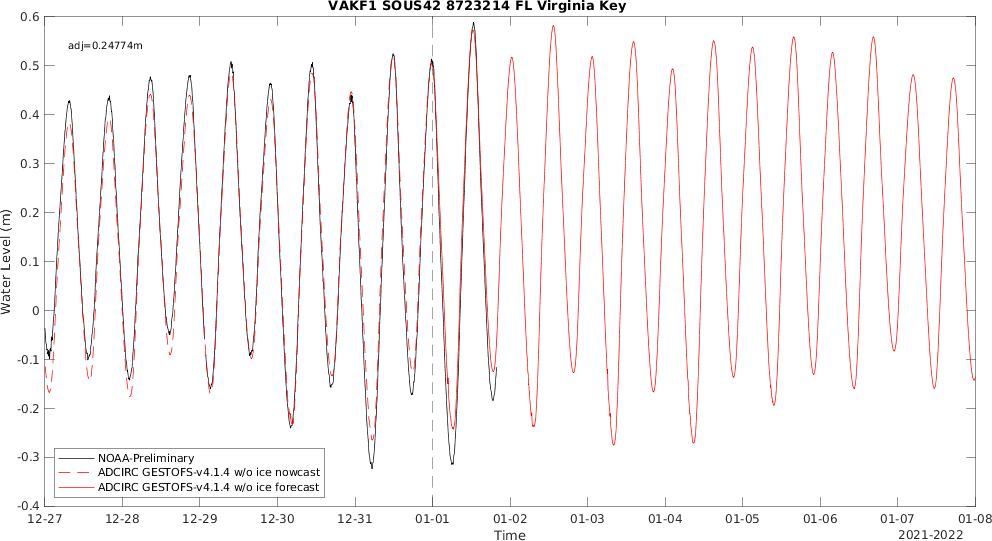 VAKF1 SOUS42 8723214 FL Virginia Key
adj=0.24774m
Water Level (m)
0.6
0.5
0.4
0.3
0.2
0.1
0
-0.1
-0.2
-0.3
-0.4
NOAA-Preliminary
ADCIRC GESTOFS-v4.1.4 w/o ice nowcast
ADCIRC GESTOFS-v4.1.4 w/o ice forecast
12-27 12-28 12-29 12-30 12-31 01-01 01-02 01-03 01-04 01-05 01-06 01-07 01-08
Time
2021-2022